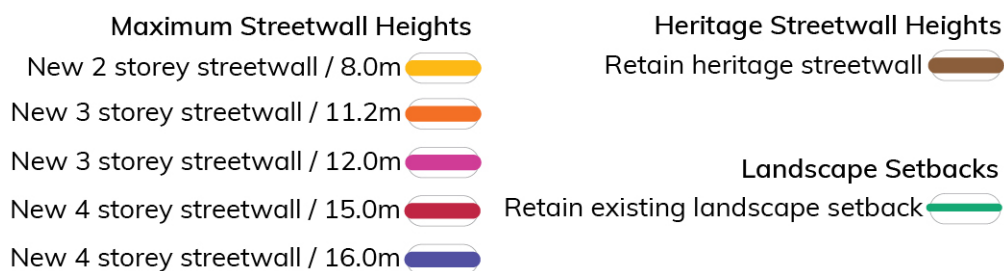 Maximum Streetwall Heights
New 2 storey streetwall / 8.0m
New 3 storey streetwall / 11.2m
New 3 storey streetwall / 12.0m
New 4 storey streetwall / 15.0m
New 4 storey streetwall / 16.0m
Heritage Streetwall Heights
Retain heritage streetwall
Landscape Setbacks
Retain existing landscape setback